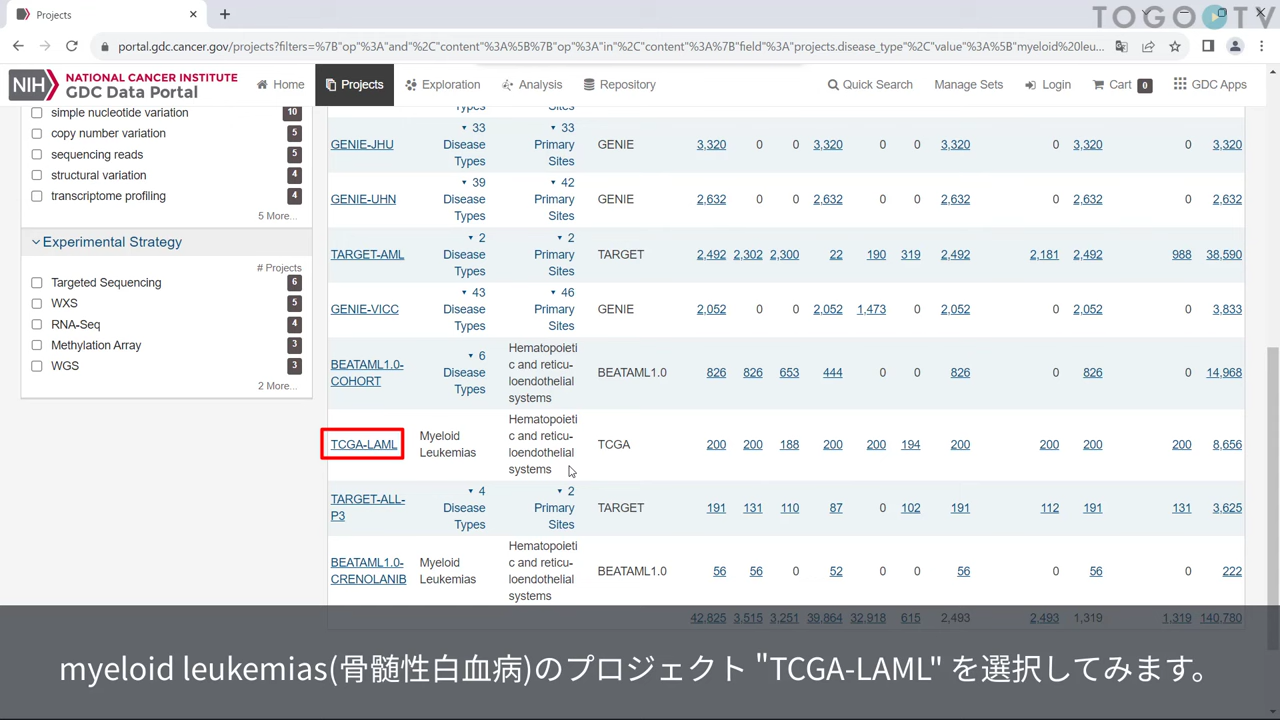 Projects
TOGO TV
portal.gdc.cancer.gov/projects?filters=%7B"op"%3A"and"%2C"content"%3A%5B%7B"op"%3A"in"%2C"content"%3A%7B"field"%3A"projects.disease_type"%2C"value"%3A%5B"myeloid%20leu...
NIH NATIONAL CANCER INSTITUTE
GDC Data Portal
Home Projects Exploration Analysis Repository Quick Search Manage Sets Login Cart 0 GDC Apps
simple nucleotide variation 10
copy number variation 5
sequencing reads 5
structural variation 4
transcriptome profiling 4
5 More...
Experimental Strategy
# Projects
Targeted Sequencing 6
WXS 5
RNA-Seq 4
Methylation Array 3
WGS 3
2 More...
Types Types
GENIE-JHU 33 Disease Types 33 Primary Sites GENIE 3,320 0 0 3,320 0 0 3,320 0 3,320 0 3,320
GENIE-UHN 39 Disease Types 42 Primary Sites GENIE 2,632 0 0 2,632 0 0 2,632 0 2,632 0 2,632
TARGET-AML 2 Disease Types 2 Primary Sites TARGET 2,492 2,302 2,300 22 190 319 2,492 2,181 2,492 988 38,590
GENIE-VICC 43 Disease Types 46 Primary Sites GENIE 2,052 0 0 2,052 1,473 0 2,052 0 2,052 0 3,833
BEATAML1.0-COHORT 6 Disease Types Hematopoietic and reticu-loendothelial systems BEATAML1.0 826 826 653 444 0 0 826 0 826 0 14,968
TCGA-LAML Myeloid Leukemias Hematopoietic and reticu-loendothelial systems TCGA 200 200 188 200 200 194 200 200 200 200 8,656
TARGET-ALL-P3 4 Disease Types 2 Primary Sites TARGET 191 131 110 87 0 102 191 112 191 131 3,625
BEATAML1.0-CRENOLANIB Myeloid Leukemias Hematopoietic and reticu-loendothelial systems BEATAML1.0 56 56 0 52 0 0 56 0 56 0 222
42,825 3,515 3,251 39,864 32,918 615 2,493 2,493 1,319 1,319 140,780
myeloid leukemias(骨髄性白血病)のプロジェクト "TCGA-LAML" を選択してみます。